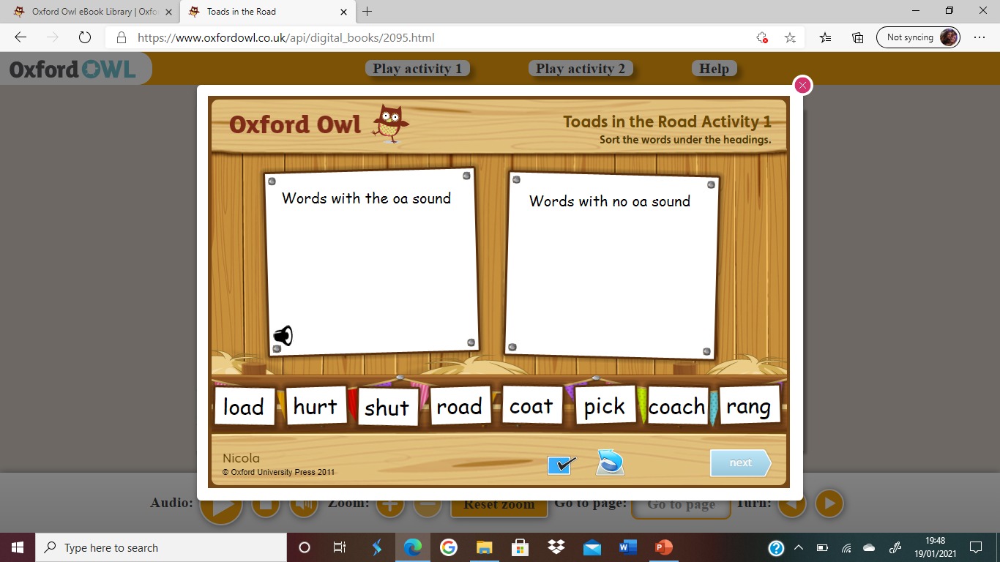 Oxford Owl eBook Library | Oxfo
Toads in the Road
https://www.oxfordowl.co.uk/api/digital_books/2095.html
Not syncing
Oxford OWL
Play activity 1
Play activity 2
Help
Oxford Owl
Toads in the Road Activity 1
Sort the words under the headings.
Words with the oa sound
Words with no oa sound
load hurt shut road coat pick coach rang
Nicola
© Oxford University Press 2011
next
Audio:
Zoom:
Reset zoom
Go to page:
Go to page
Turn:
Type here to search
19:48
19/01/2021